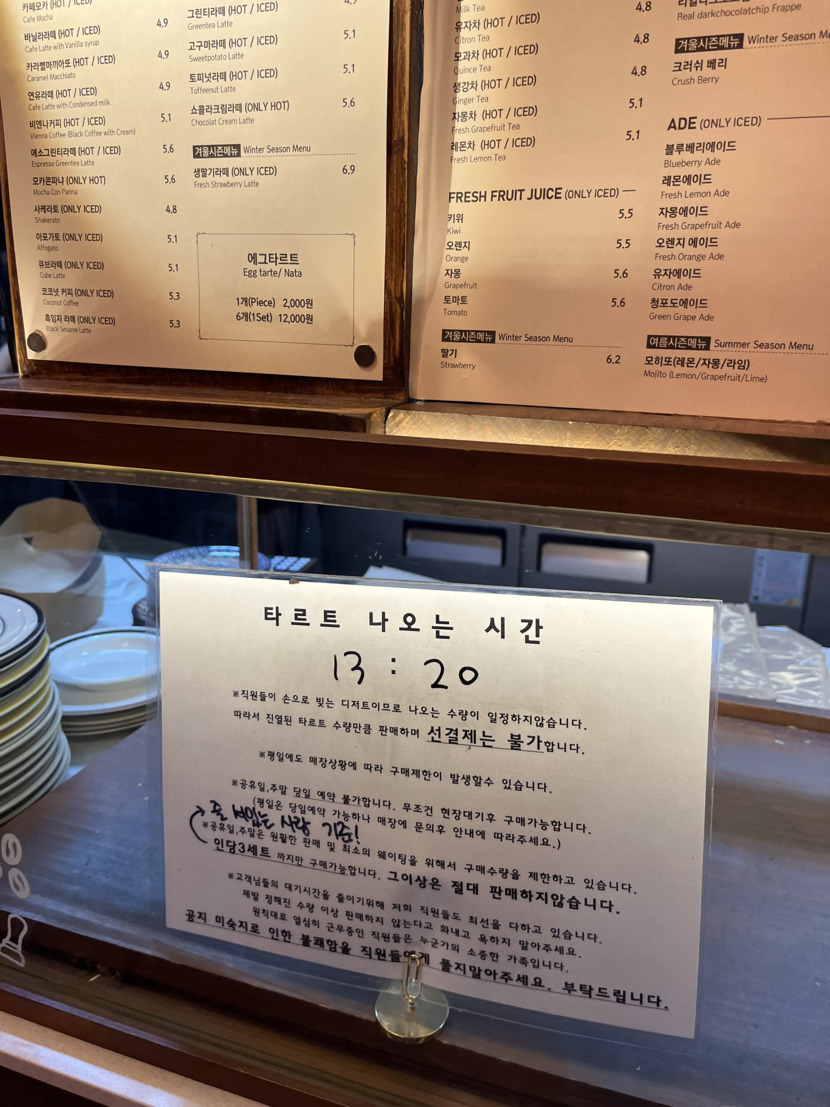 카페모카 (HOT / ICED)
Cafe Mocha
바닐라라떼 (HOT / ICED) 4.9
Cafe Latte with Vanilla syrup
카라멜마끼아또 (HOT / ICED) 4.9
Caramel Macchiato
연유라떼 (HOT / ICED) 4.9
Cafe Latte with Condensed milk
비엔나커피 (HOT / ICED) 5.1
Vienna Coffee (Black Coffee with Cream)
에소그린티라떼 (HOT / ICED) 5.6
Espresso Greentea Latte
모카콘파냐 (ONLY HOT) 5.6
Mocha Con Panna
사케라토 (ONLY ICED) 4.8
Shakerato
아포가토 (ONLY ICED) 5.1
Affogato
큐브라떼 (ONLY ICED) 5.1
Cube Latte
코코넛 커피 (ONLY ICED) 5.3
Coconut Coffee
흑임자 라떼 (ONLY ICED) 5.3
Black Sesame Latte
그린티라떼 (HOT / ICED) 4.9
Greentea Latte
고구마라떼 (HOT / ICED) 5.1
Sweetpotato Latte
토피넛라떼 (HOT / ICED) 5.1
Toffeenut Latte
쇼콜라크림라떼 (ONLY HOT) 5.6
Chocolat Cream Latte
겨울시즌메뉴 Winter Season Menu
생딸기라떼 (ONLY ICED) 6.9
Fresh Strawberry Latte
에그타르트
Egg tarte/ Nata
1개(Piece) 2,000원
6개(1Set) 12,000원
Milk Tea
유자차 (HOT / ICED) 4.8
Citron Tea
모과차 (HOT / ICED) 4.8
Quince Tea
생강차 (HOT / ICED) 4.8
Ginger Tea
자몽차 (HOT / ICED) 5.1
Fresh Grapefruit Tea
레몬차 (HOT / ICED) 5.1
Fresh Lemon Tea
FRESH FRUIT JUICE (ONLY ICED)
키위 5.5
Kiwi
오렌지 5.5
Orange
자몽 5.6
Grapefruit
토마토 5.6
Tomato
겨울시즌메뉴 Winter Season Menu
딸기 6.2
Strawberry
Real darkchocolatchip Frappe
겨울시즌메뉴 Winter Season
크러쉬 베리
Crush Berry
ADE (ONLY ICED)
블루베리에이드
Blueberry Ade
레몬에이드
Fresh Lemon Ade
자몽에이드
Fresh Grapefruit Ade
오렌지 에이드
Fresh Orange Ade
유자에이드
Citron Ade
청포도에이드
Green Grape Ade
여름시즌메뉴 Summer Season Menu
모히또(레몬/자몽/라임)
Mojito (Lemon/Grapefruit/Lime)
타르트 나오는 시간
13 : 20
※직원들이 손으로 빚는 디저트이므로 나오는 수량이 일정하지않습니다.
따라서 진열된 타르트 수량만큼 판매하며 선결제는 불가합니다.
※평일에도 매장상황에 따라 구매제한이 발생할수 있습니다.
※공휴일,주말 당일 예약 불가합니다. 무조건 현장대기후 구매가능합니다.
(평일은 당일예약 가능하나 매장에 문의후 안내에 따라주세요.)
줄 서있는 사람 기준!
※공휴일,주말은 원활한 판매 및 최소의 웨이팅을 위해서 구매수량을 제한하고 있습니다.
인당3세트 까지만 구매가능합니다. 그이상은 절대 판매하지않습니다.
※고객님들의 대기시간을 줄이기위해 저희 직원들도 최선을 다하고 있습니다.
제발 정해진 수량 이상 판매하지 않는다고 화내고 욕하지 말아주세요.
원칙대로 열심히 근무중인 직원들은 누군가의 소중한 가족입니다.
공지 미숙지로 인한 불쾌함을 직원들에게 풀지말아주세요. 부탁드립니다.